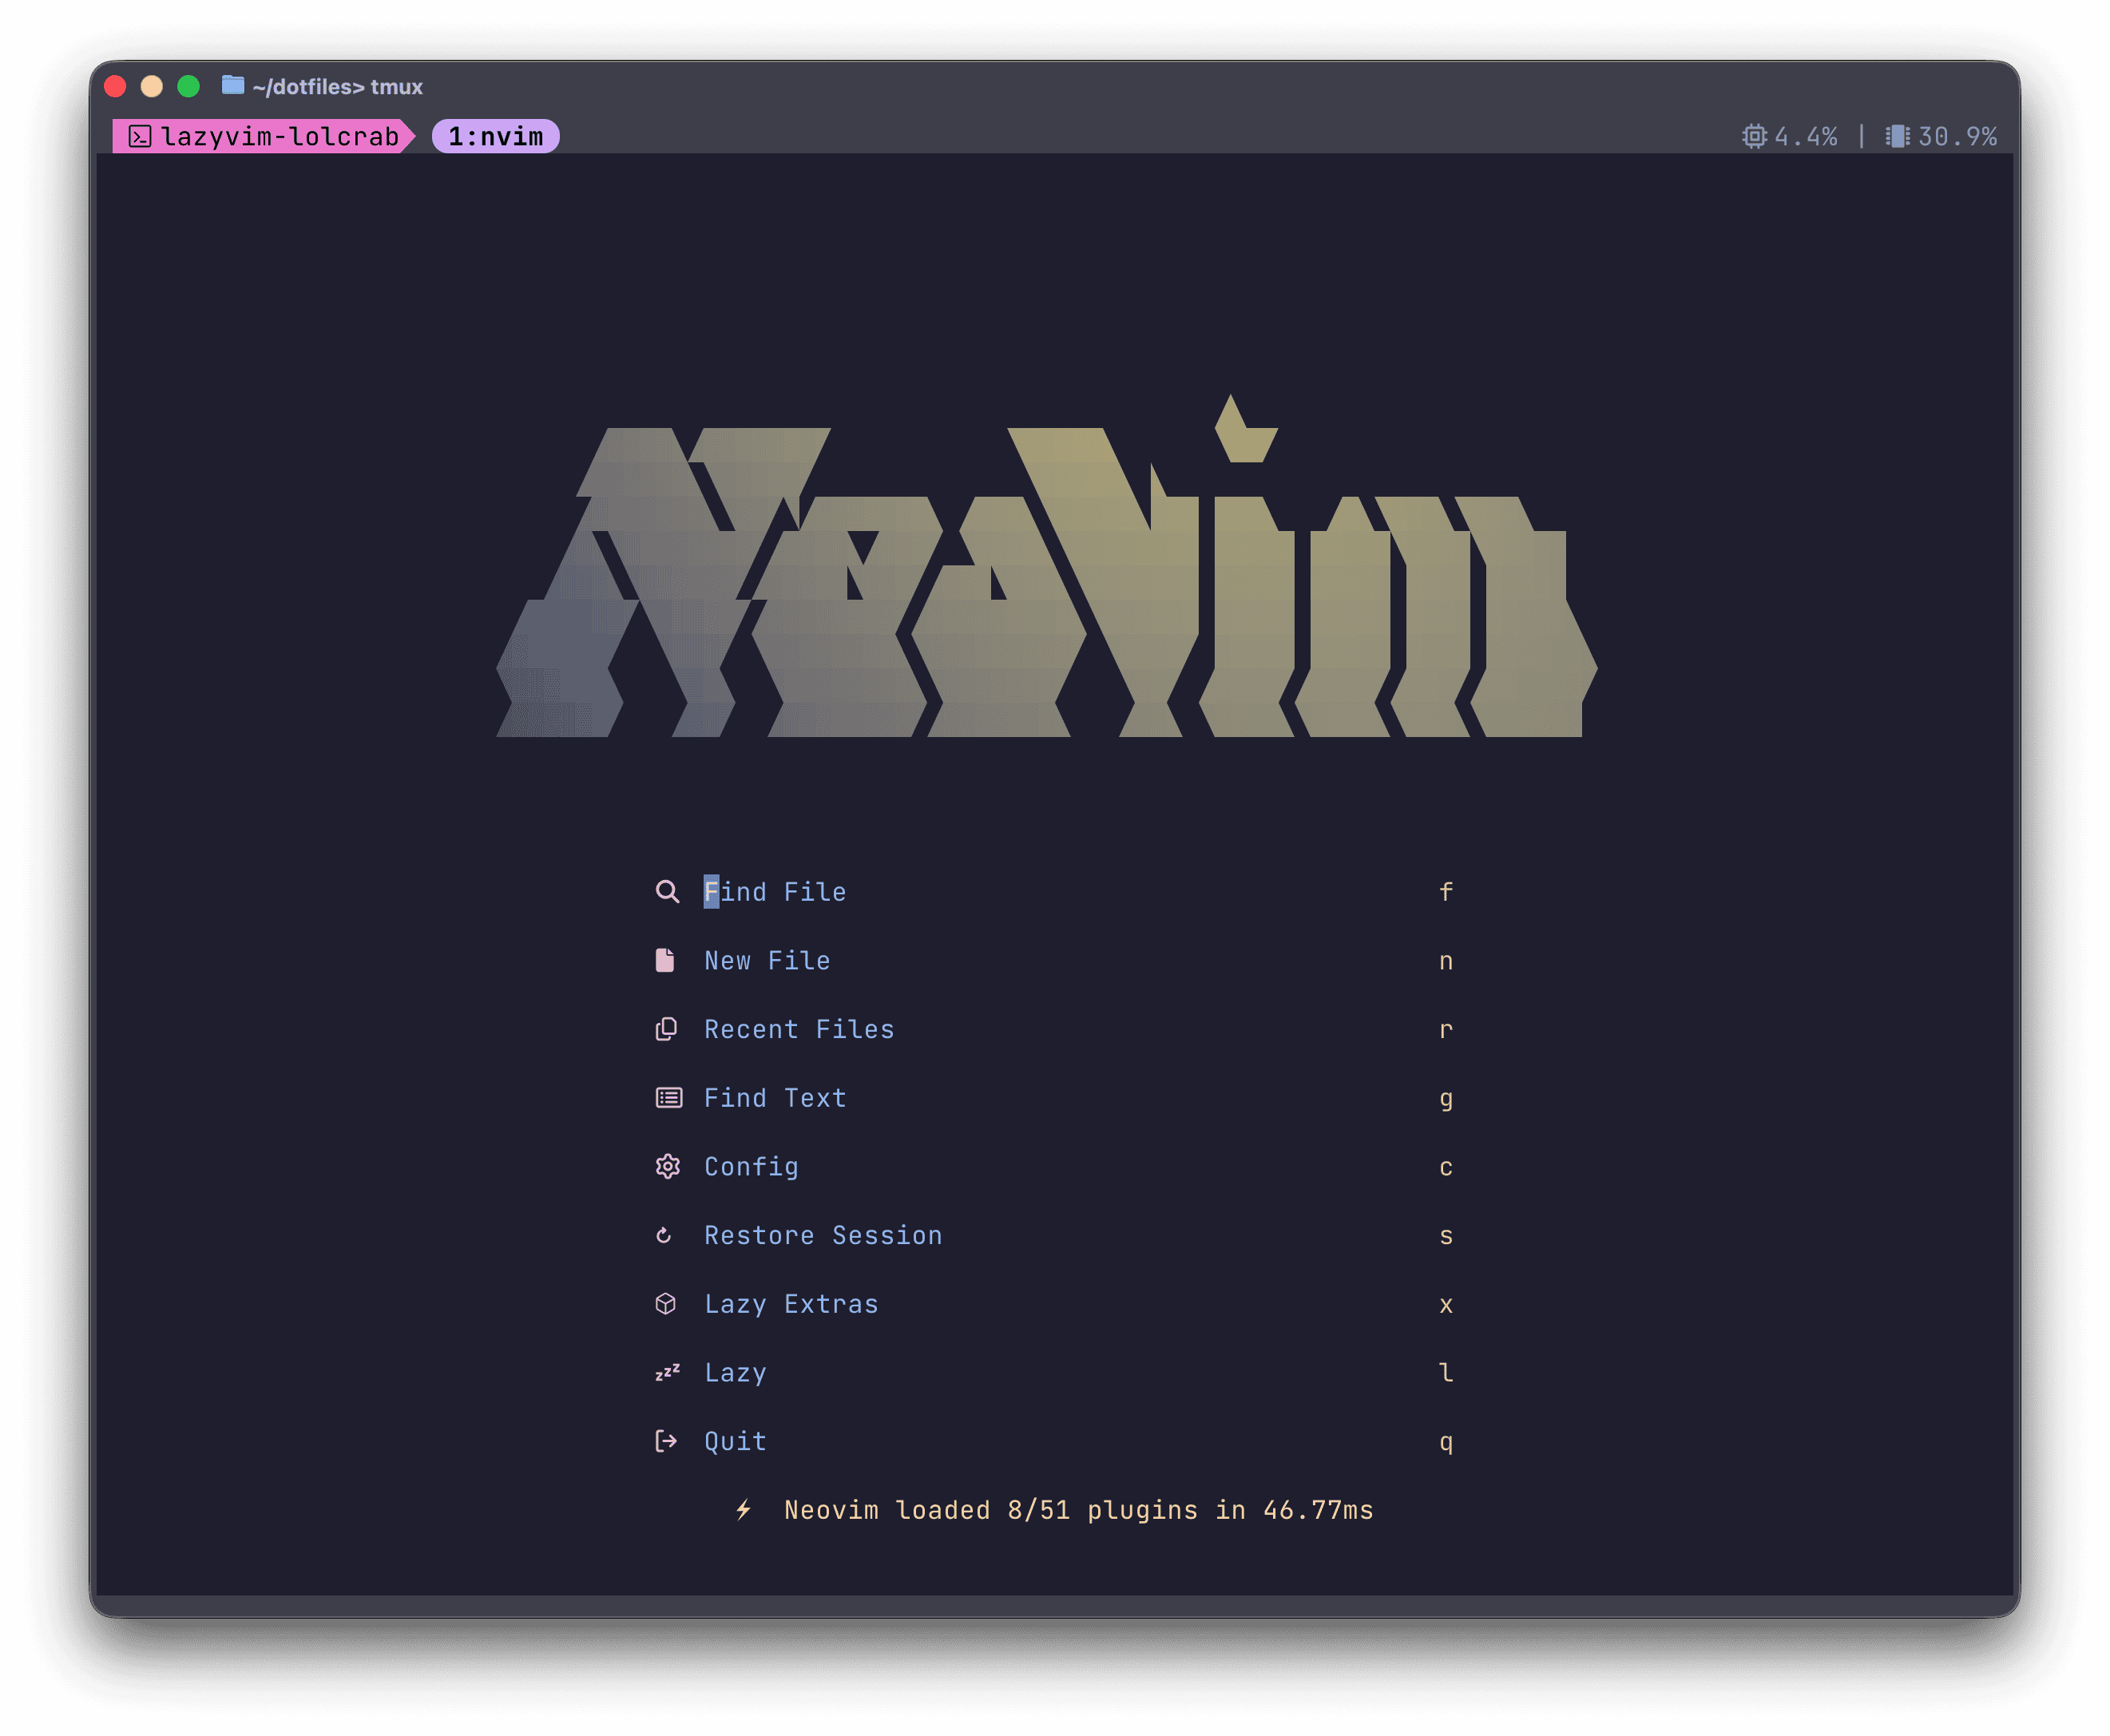 ~/dotfiles> tmux
lazyvim-lolcrab 1:nvim 4.4% | 30.9%
Neovim
Find File f
New File n
Recent Files r
Find Text g
Config c
Restore Session s
Lazy Extras x
zzz Lazy l
Quit q
Neovim loaded 8/51 plugins in 46.77ms